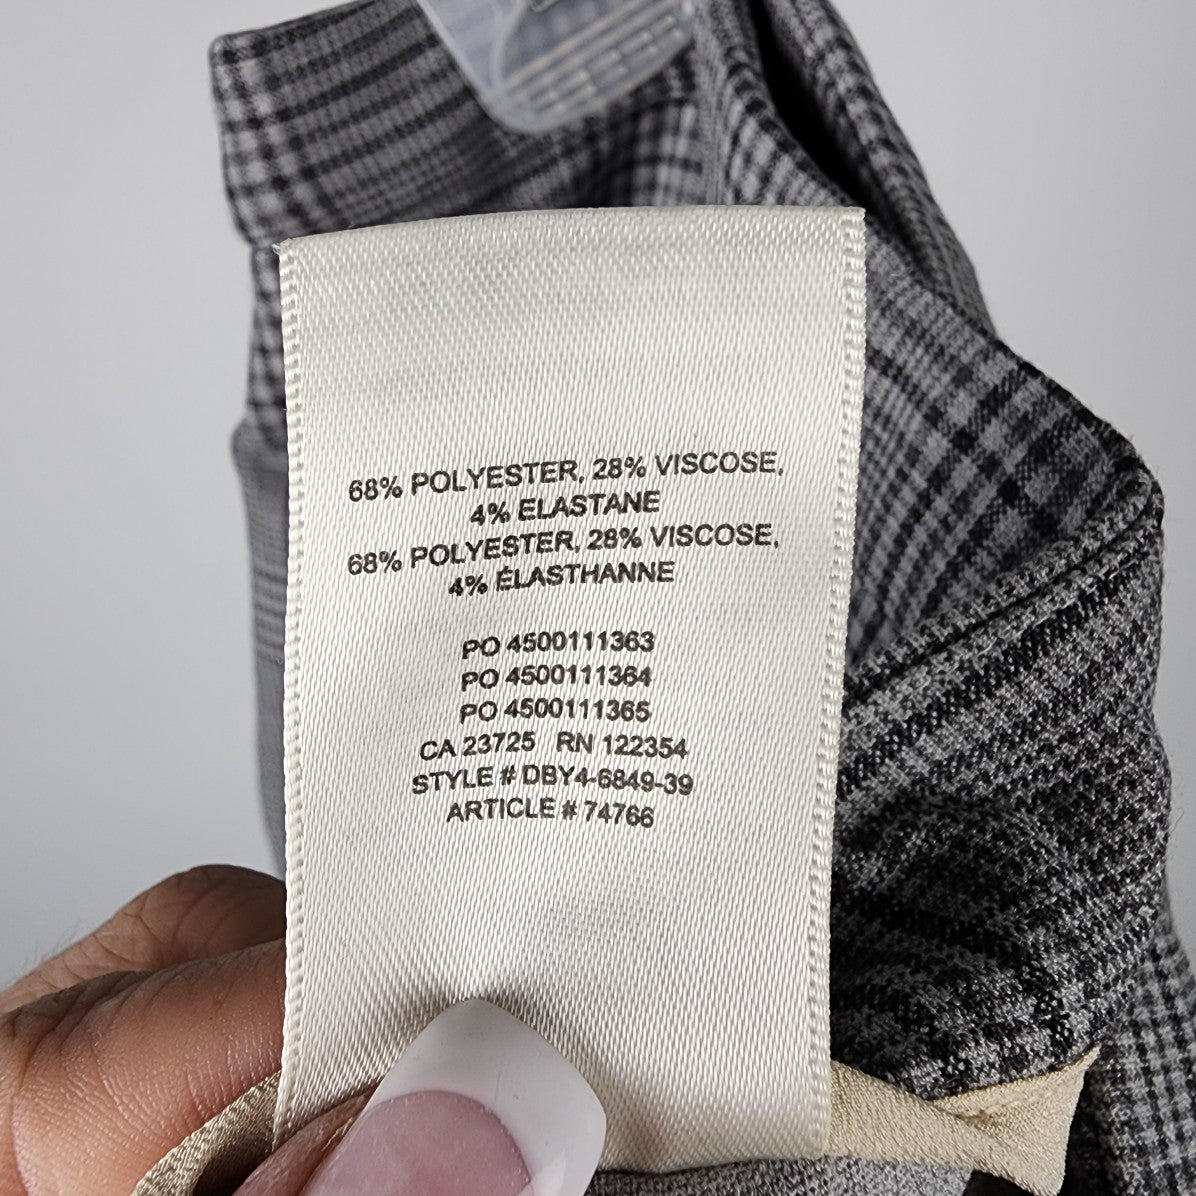 68% POLYESTER, 28% VISCOSE,
4% ELASTANE
68% POLYESTER, 28% VISCOSE,
4% ÉLASTHANNE
PO 4500111363
PO 4500111364
PO 4500111365
CA 23725 RN 122354
STYLE # DBY4-6849-39
ARTICLE # 74766